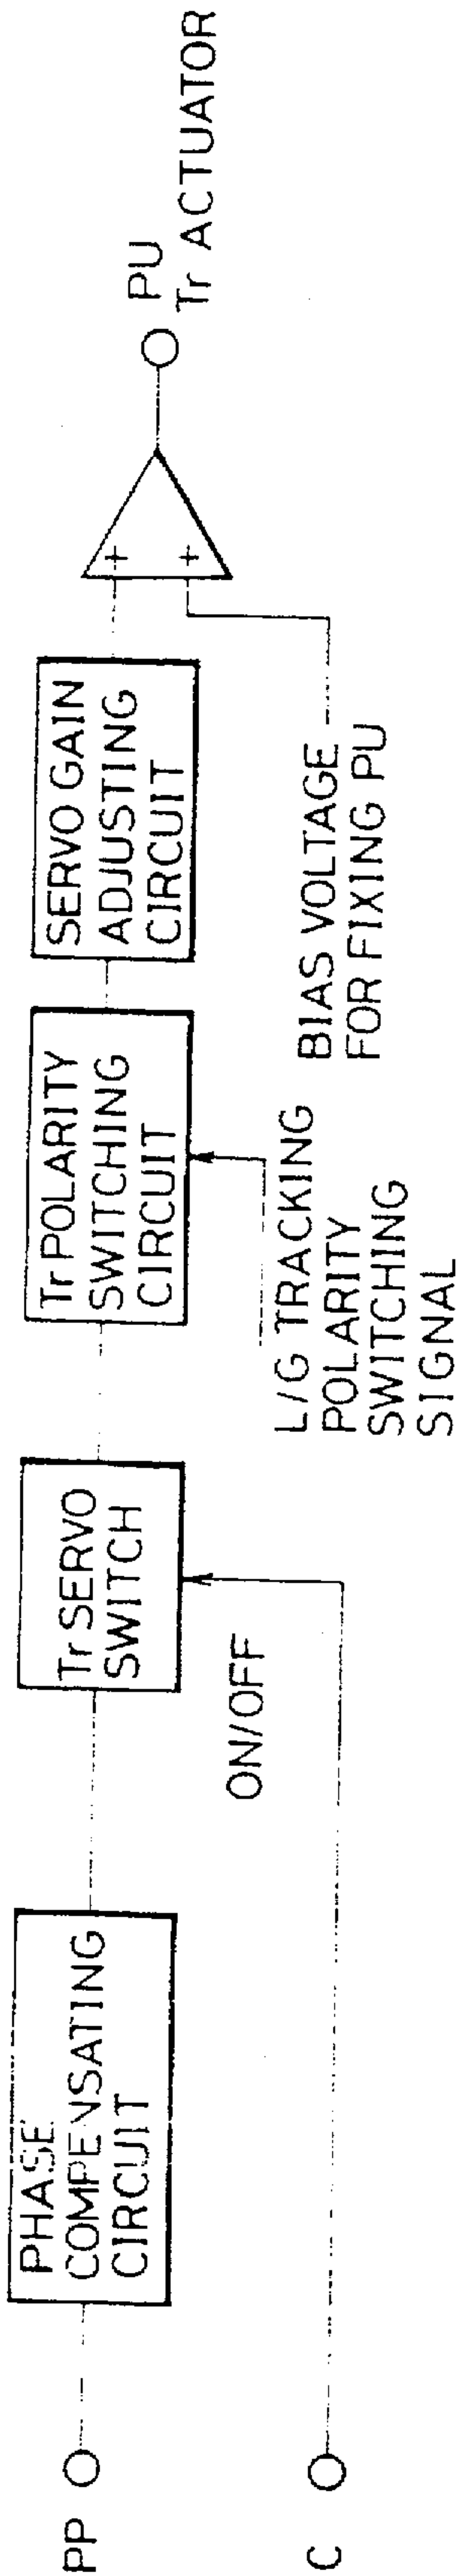 PP
PHASE
COMPENSATING
CIRCUIT
Tr SERVO
SWITCH
Tr POLARITY
SWITCHING
CIRCUIT
SERVO GAIN
ADJUSTING
CIRCUIT
+
+
PU
Tr ACTUATOR
C
ON/OFF
L/G TRACKING
POLARITY
SWITCHING
SIGNAL
BIAS VOLTAGE
FOR FIXING PU